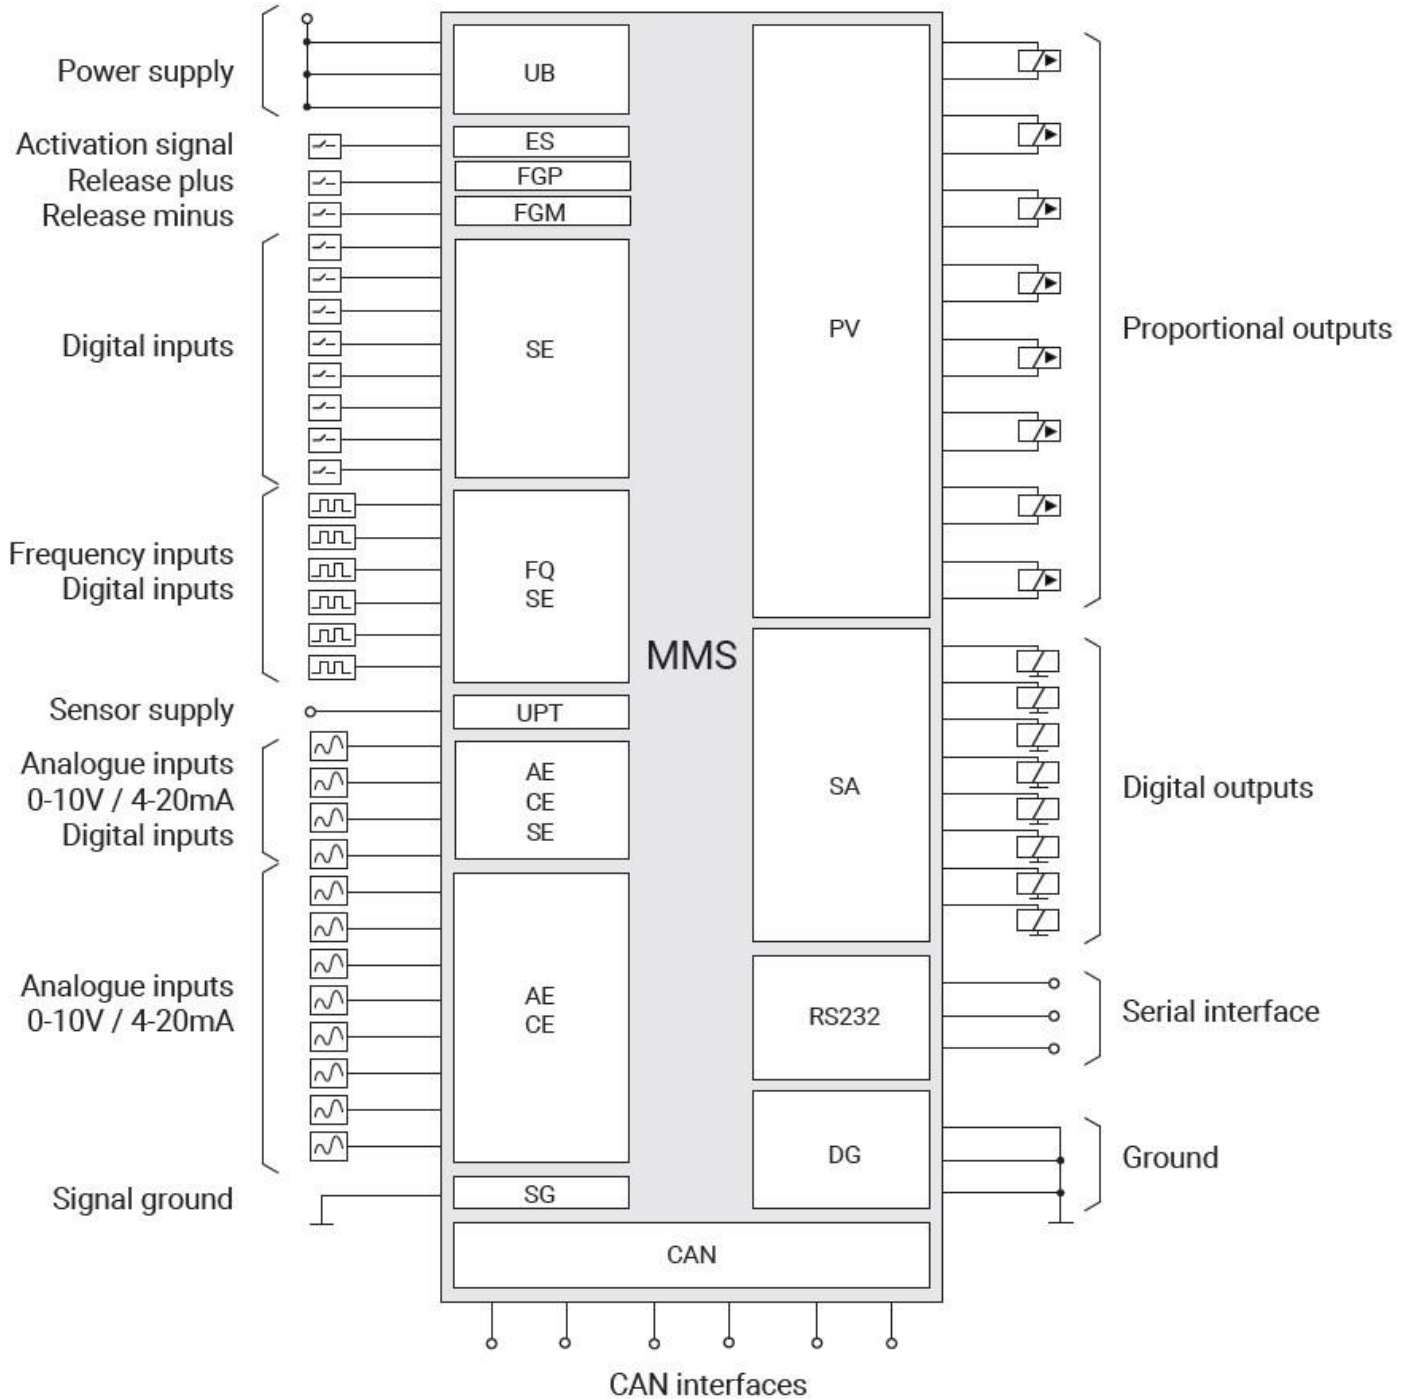 Power supply
Activation signal
Release plus
Release minus
Digital inputs
Frequency inputs
Digital inputs
Sensor supply
Analogue inputs
0-10V / 4-20mA
Digital inputs
Analogue inputs
0-10V / 4-20mA
Signal ground
UB
ES
FGP
FGM
SE
FQ
SE
UPT
AE
CE
SE
AE
CE
SG
MMS
PV
SA
RS232
DG
CAN
Proportional outputs
Digital outputs
Serial interface
Ground
CAN interfaces